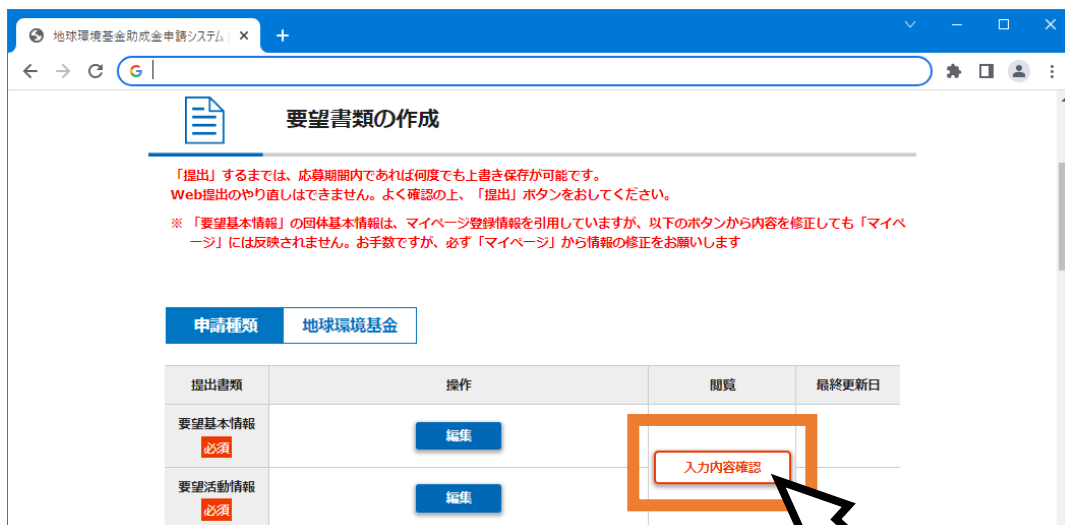 地球環境基金助成金申請システム
要望書類の作成
「提出」するまでは、応募期間内であれば何度でも上書き保存が可能です。
Web提出のやり直しはできません。よく確認の上、「提出」ボタンをおしてください。
※ 「要望基本情報」の団体基本情報は、マイページ登録情報を引用していますが、以下のボタンから内容を修正しても「マイペ
ージ」には反映されません。お手数ですが、必ず「マイページ」から情報の修正をお願いします
申請種類 地球環境基金
提出書類 操作 閲覧 最終更新日
要望基本情報
必須
編集
入力内容確認
要望活動情報
必須
編集